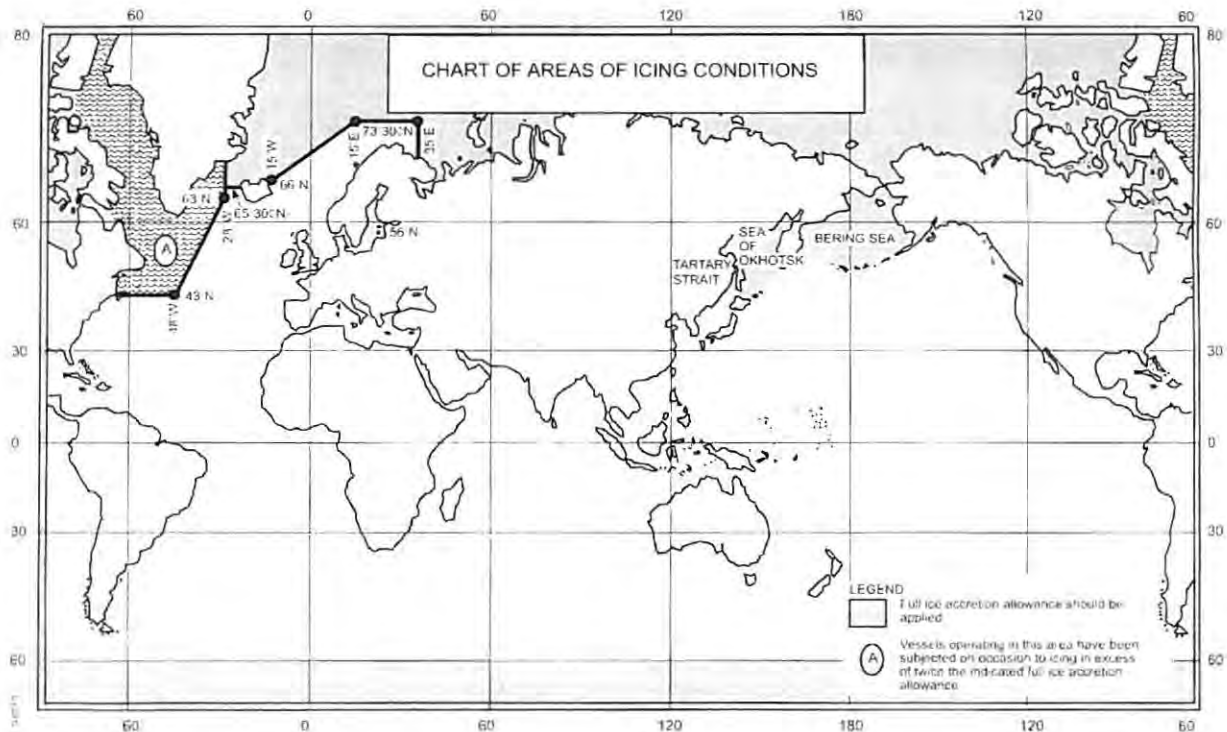 60 0 60 120 180 120 60
80 80
CHART OF AREAS OF ICING CONDITIONS
15 W
15 E
73 30 N
35 E
66 N
63 N
28 W
65 30 N
60 60
56 N
A
SEA
OF
OKHOTSK
BERING SEA
TARTARY
STRAIT
43 N
48 W
30 30
0 0
30 30
LEGEND
Full ice accretion allowance should be
applied
A
Vessels operating in this area have been
subjected on occasion to icing in excess
of twice the indicated full ice accretion
allowance
60 60
60 0 60 120 180 120 60